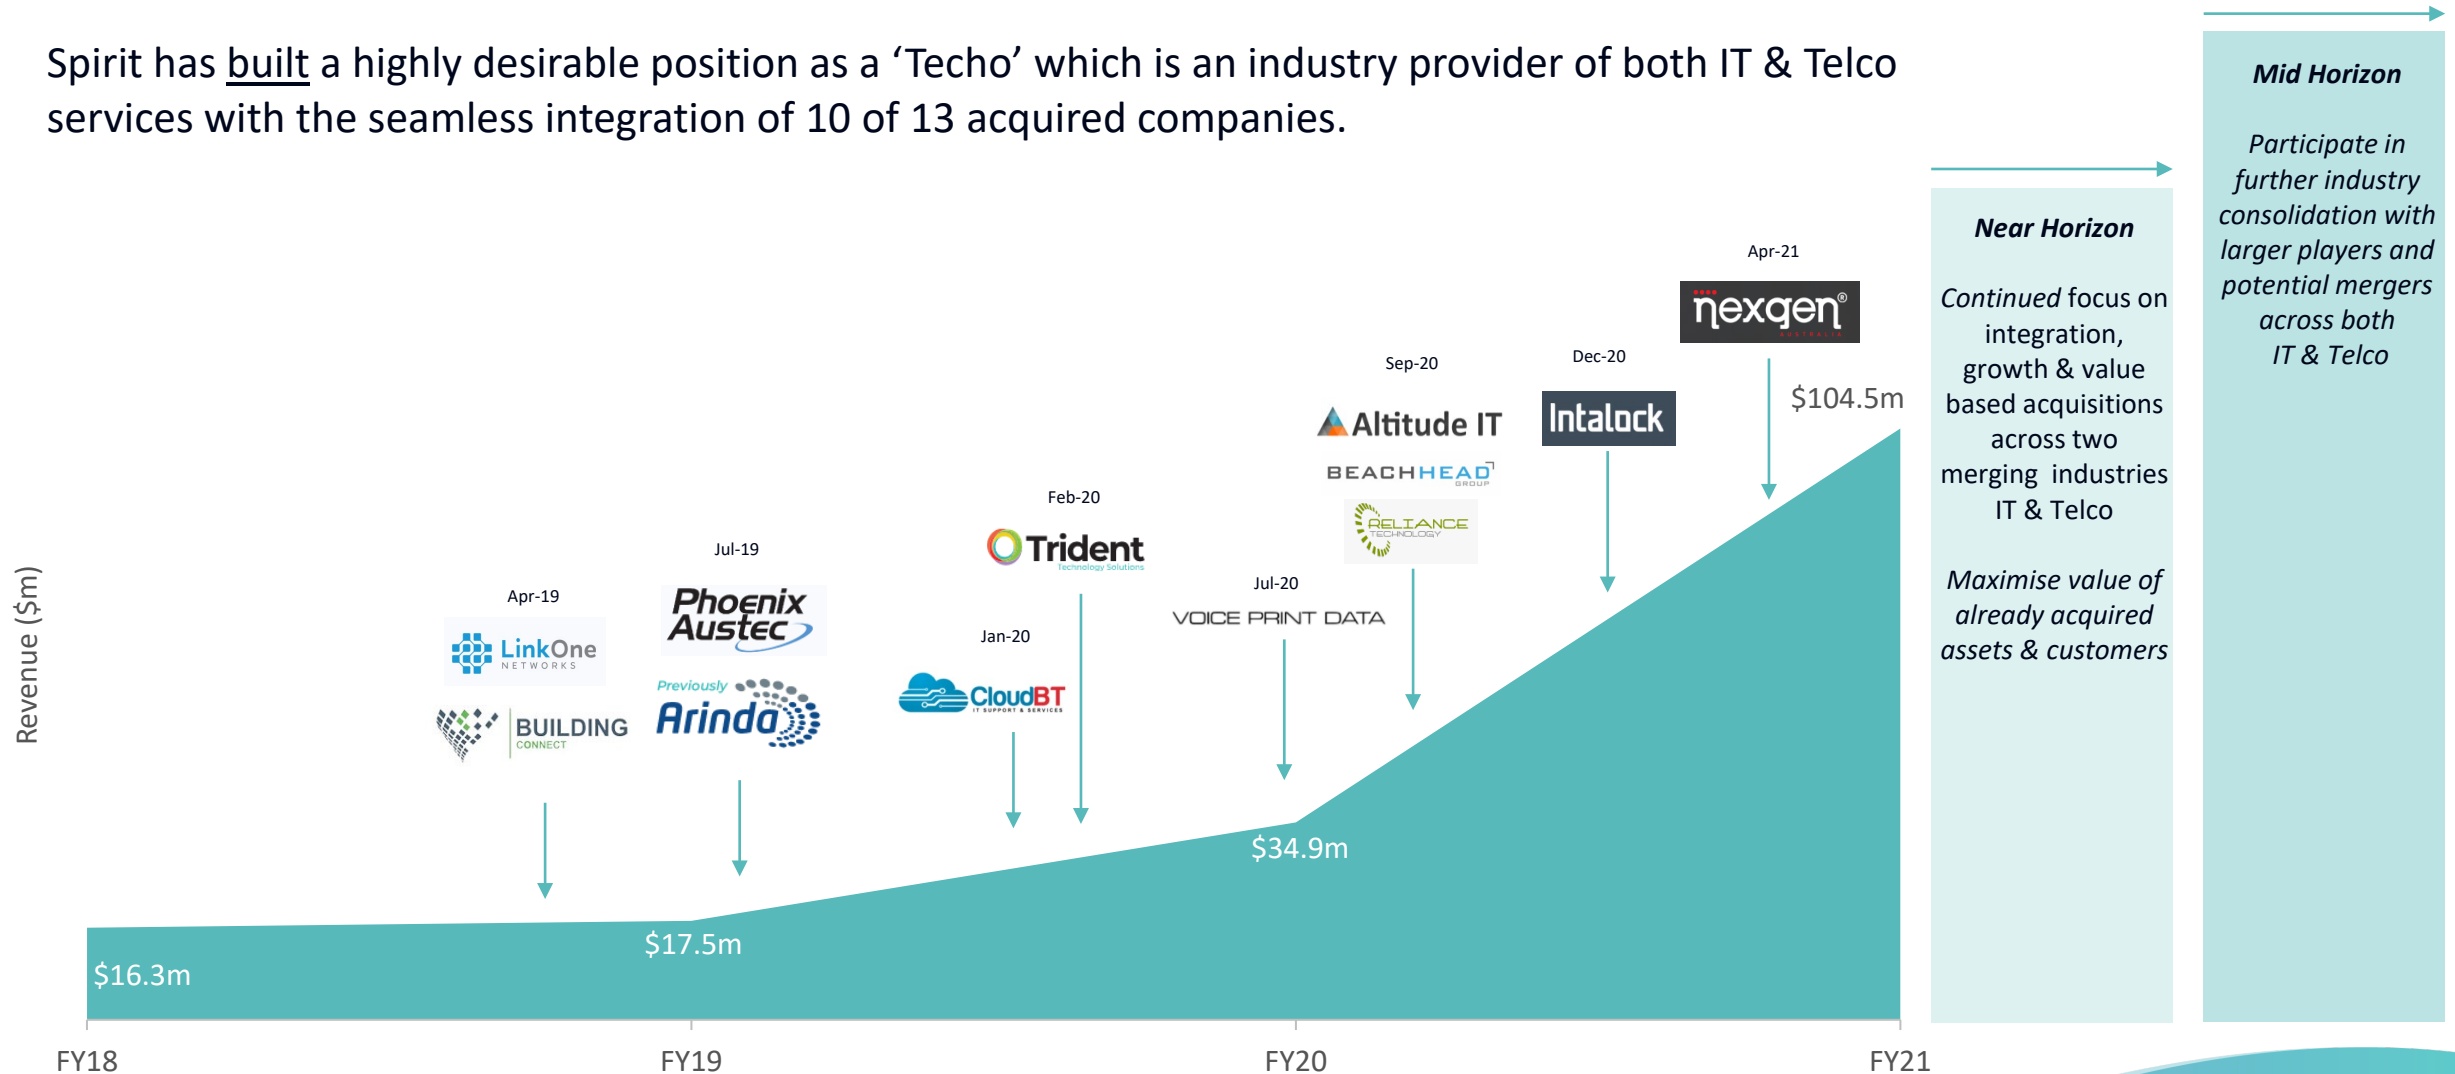 Spirit has built a highly desirable position as a ‘Techo’ which is an industry provider of both IT & Telco
services with the seamless integration of 10 of 13 acquired companies.
Revenue ($m)
Apr-19
LinkOne
NETWORKS
BUILDING
CONNECT
Jul-19
Phoenix
Austec
Previously
Arinda
Jan-20
CloudBT
IT SUPPORT & SERVICES
Feb-20
Trident
Technology Solutions
Jul-20
VOICE PRINT DATA
Sep-20
Altitude IT
BEACHHEAD
GROUP
RELIANCE
TECHNOLOGY
Dec-20
Intalock
Apr-21
nexgen®
AUSTRALIA
$16.3m
$17.5m
$34.9m
$104.5m
FY18
FY19
FY20
FY21
Near Horizon
Continued focus on
integration,
growth & value
based acquisitions
across two
merging  industries
IT & Telco
Maximise value of
already acquired
assets & customers
Mid Horizon
Participate in
further industry
consolidation with
larger players and
potential mergers
across both
IT & Telco